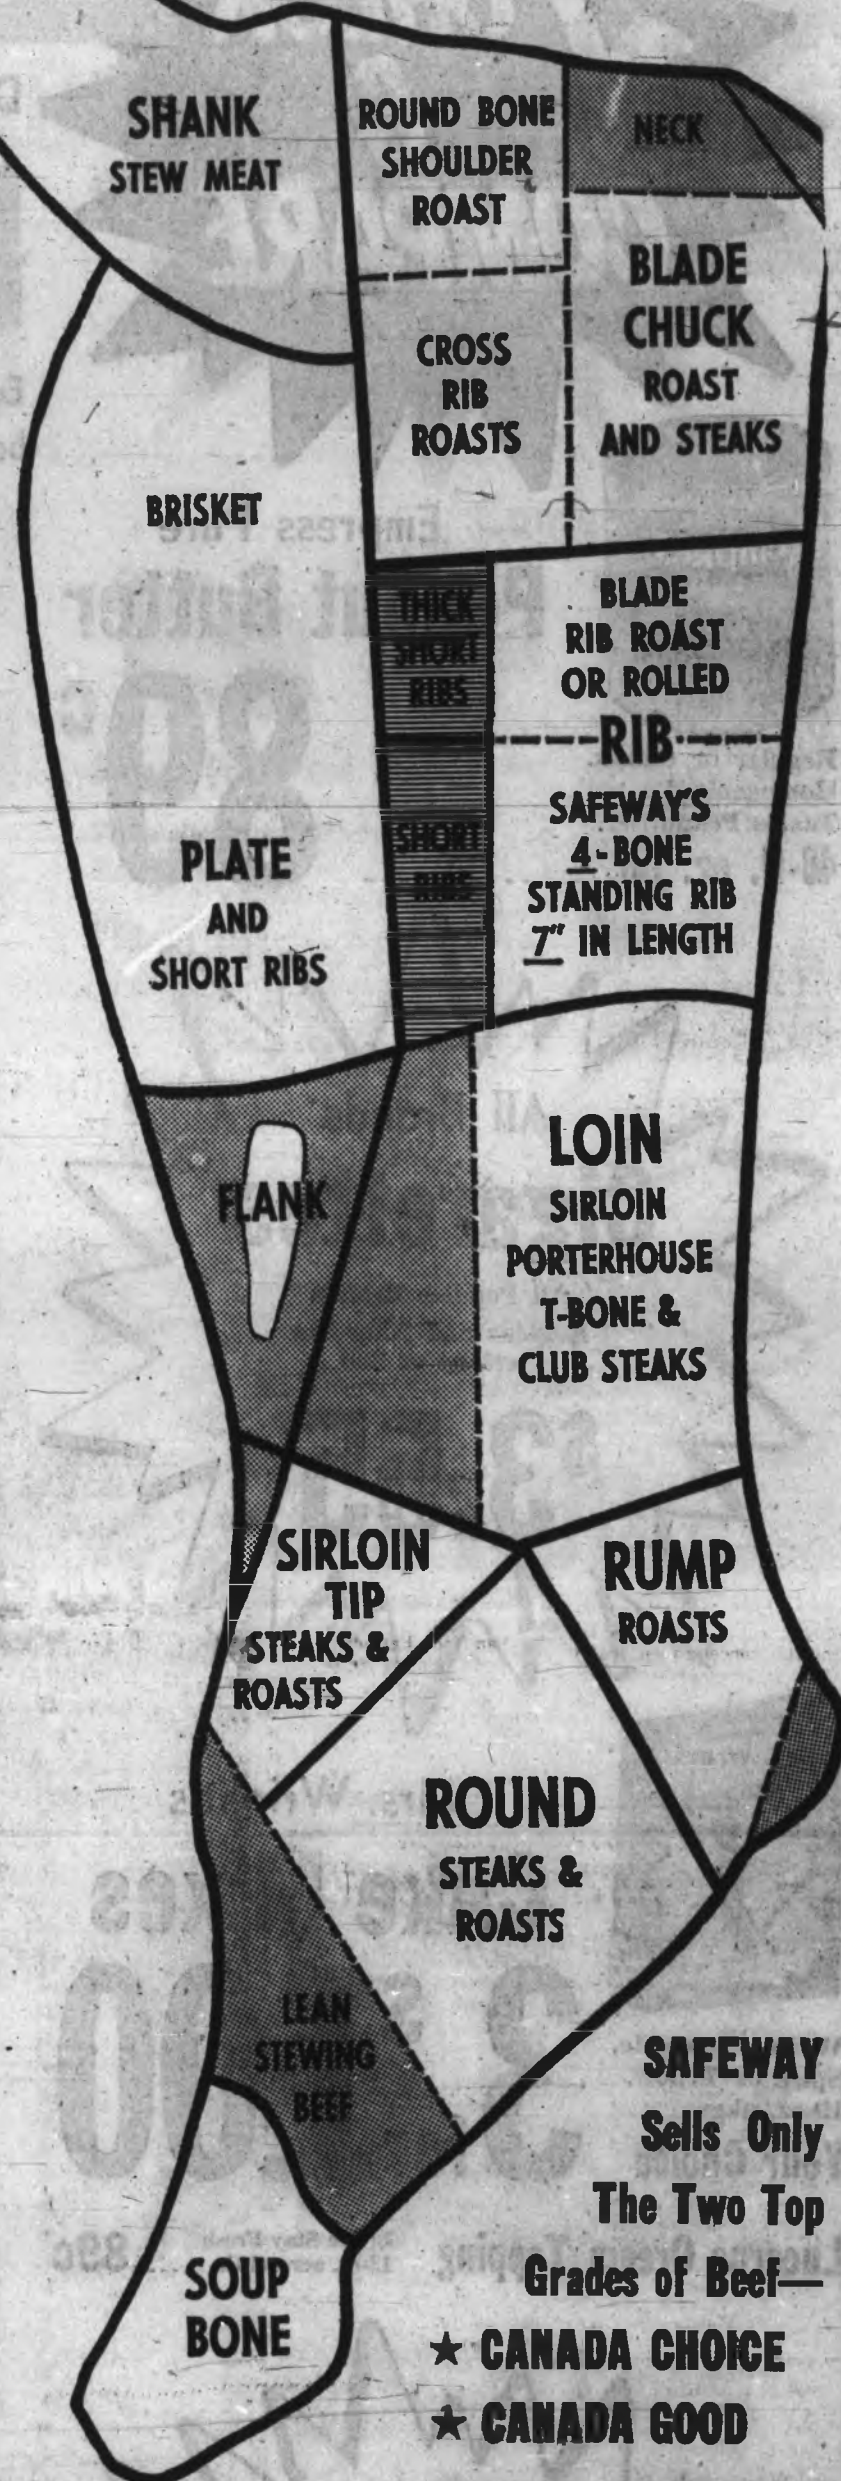 SHANK
STEW MEAT
ROUND BONE
SHOULDER
ROAST
NECK
BLADE
CHUCK
ROAST
AND STEAKS
CROSS
RIB
ROASTS
BRISKET
THICK
SHORT
RIBS
BLADE
RIB ROAST
OR ROLLED
RIB
SAFEWAY'S
4-BONE
STANDING RIB
7" IN LENGTH
SHORT
RIBS
PLATE
AND
SHORT RIBS
FLANK
LOIN
SIRLOIN
PORTERHOUSE
T-BONE &
CLUB STEAKS
SIRLOIN
TIP
STEAKS &
ROASTS
RUMP
ROASTS
ROUND
STEAKS &
ROASTS
LEAN
STEWING
BEEF
SOUP
BONE
SAFEWAY
Sells Only
The Two Top
Grades of Beef—
★ CANADA CHOICE
★ CANADA GOOD